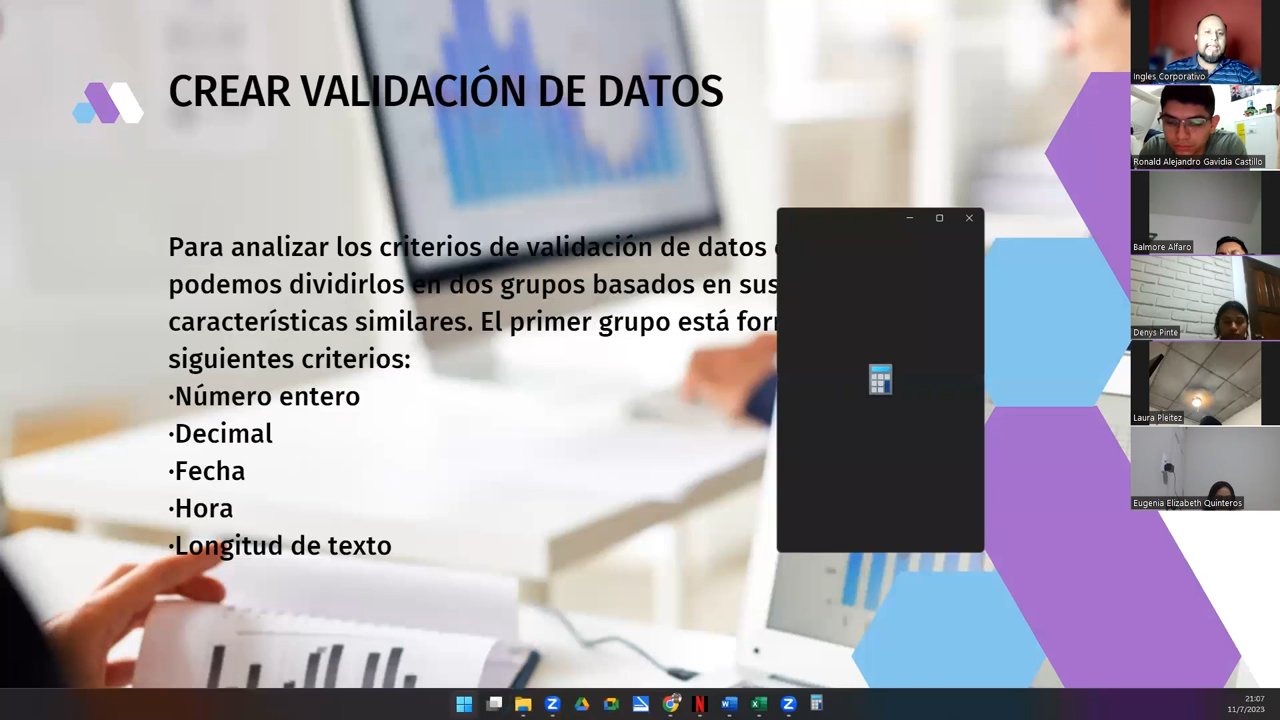 CREAR VALIDACIÓN DE DATOS
Para analizar los criterios de validación de datos
podemos dividirlos en dos grupos basados en sus
características similares. El primer grupo está
siguientes criterios:
·Número entero
·Decimal
·Fecha
·Hora
·Longitud de texto
Ingles Corporativo
Ronald Alejandro Gavidia Castillo
Balmore Alfaro
Denys Pinte
Laura Pleitez
Eugenia Elizabeth Quinteros
21:07
11/7/2023